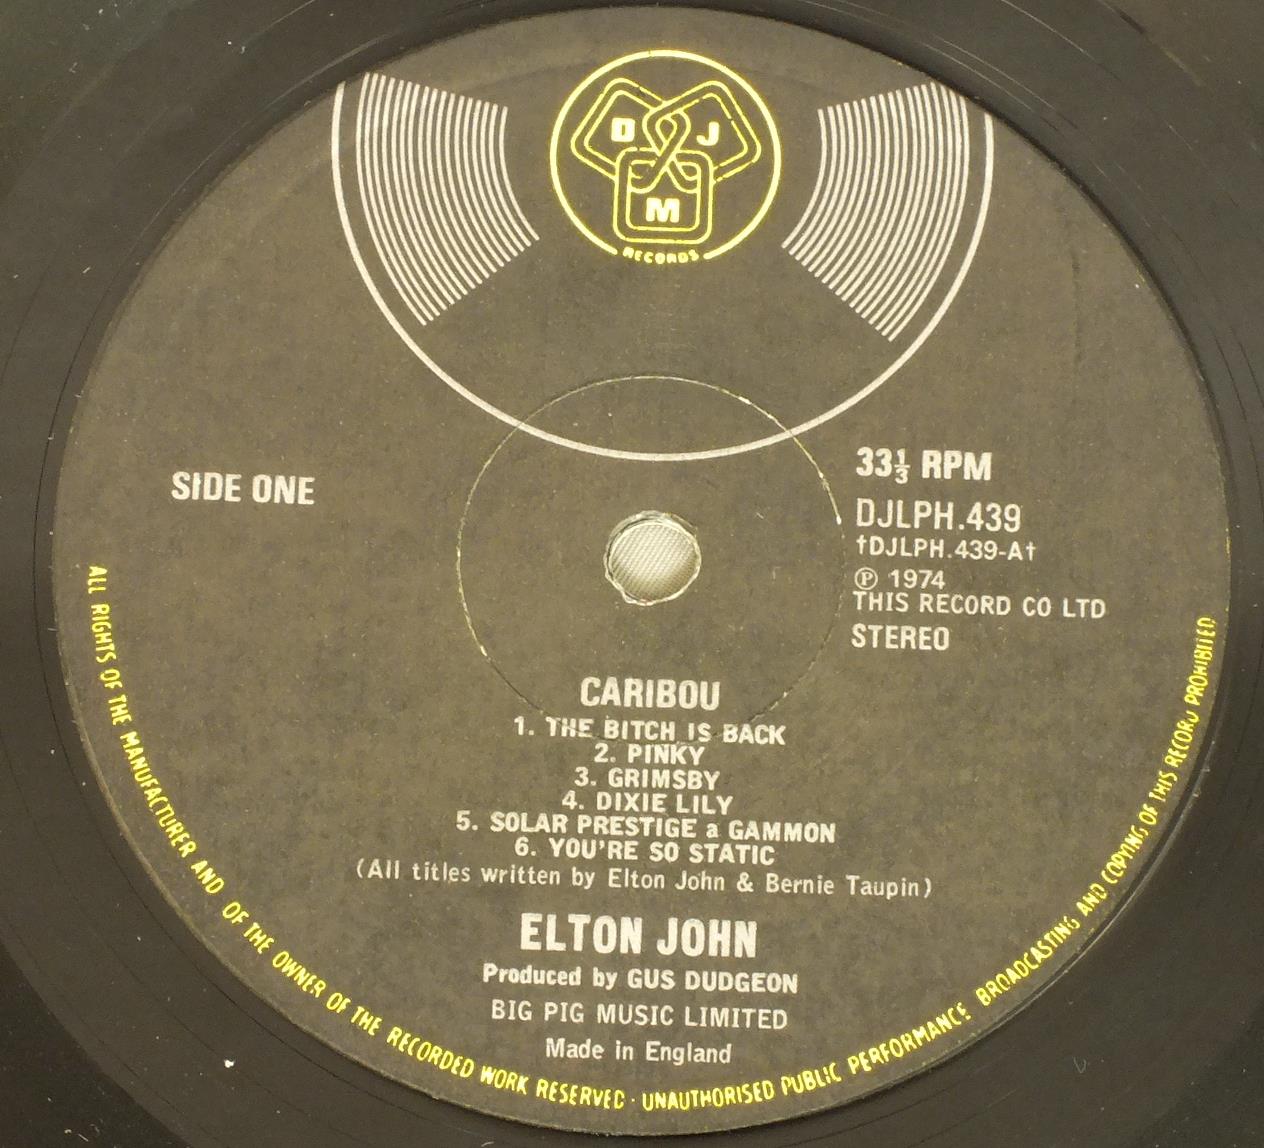 D J
M
RECORDS
SIDE ONE
33⅓ RPM
DJLPH.439
†DJLPH.439-A†
℗ 1974
THIS RECORD CO LTD
STEREO
CARIBOU
1. THE BITCH IS BACK
2. PINKY
3. GRIMSBY
4. DIXIE LILY
5. SOLAR PRESTIGE a GAMMON
6. YOU'RE SO STATIC
(All titles written by Elton John & Bernie Taupin)
ELTON JOHN
Produced by GUS DUDGEON
BIG PIG MUSIC LIMITED
Made in England
ALL RIGHTS OF THE MANUFACTURER AND OF THE OWNER OF THE RECORDED WORK RESERVED · UNAUTHORISED PUBLIC PERFORMANCE BROADCASTING AND COPYING OF THIS RECORD PROHIBITED